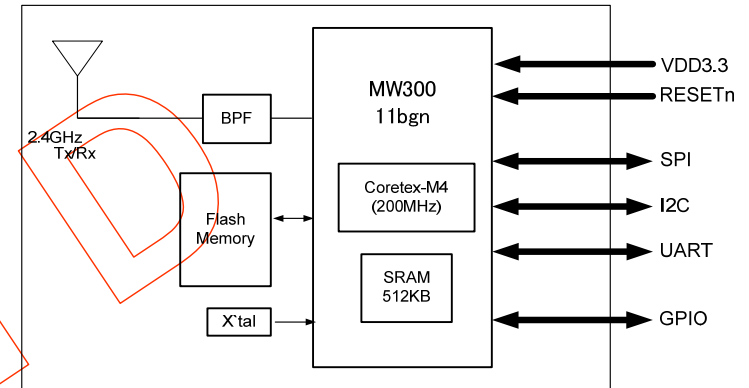 2.4GHz
Tx/Rx
BPF
Flash
Memory
X`tal
MW300
11bgn
Coretex-M4
(200MHz)
SRAM
512KB
VDD3.3
RESETn
SPI
I2C
UART
GPIO
D